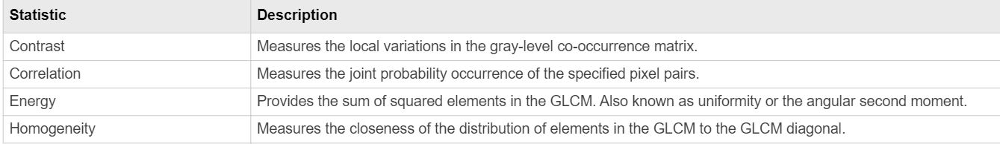 Statistic Description
Contrast Measures the local variations in the gray-level co-occurrence matrix.
Correlation Measures the joint probability occurrence of the specified pixel pairs.
Energy Provides the sum of squared elements in the GLCM. Also known as uniformity or the angular second moment.
Homogeneity Measures the closeness of the distribution of elements in the GLCM to the GLCM diagonal.